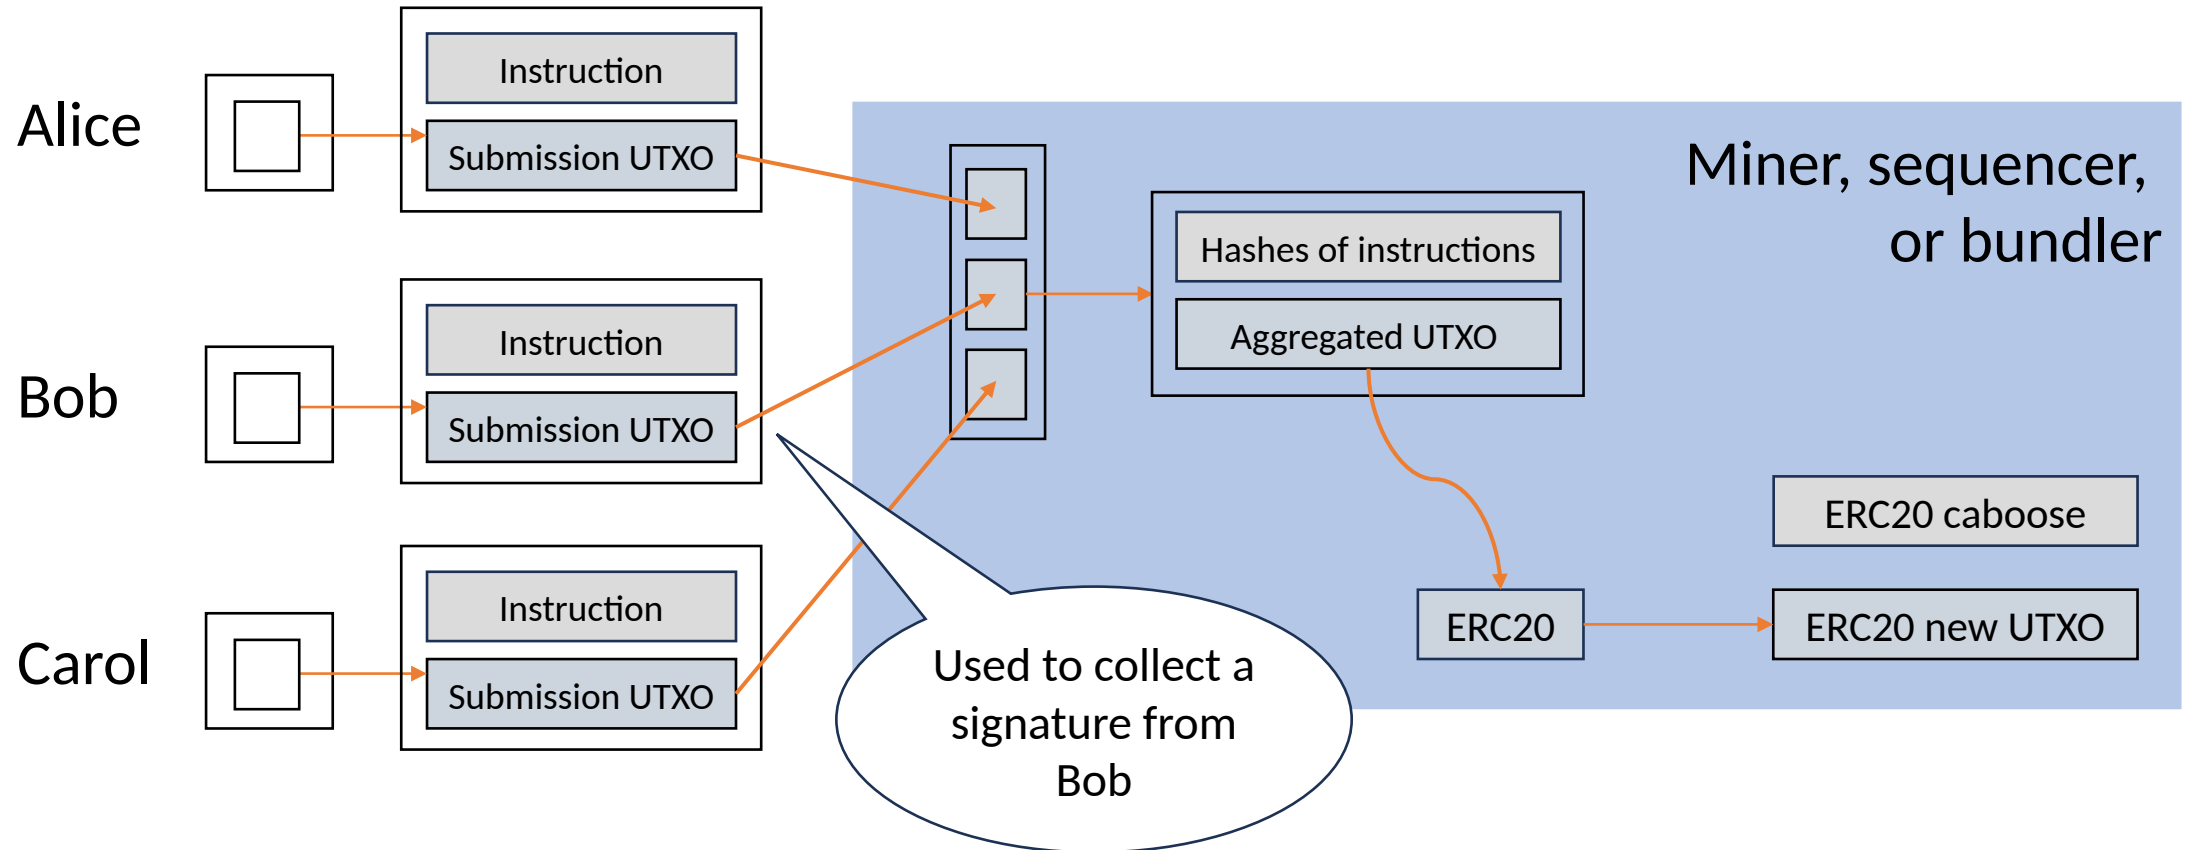 Alice
Instruction
Submission UTXO
Bob
Instruction
Submission UTXO
Carol
Instruction
Submission UTXO
Miner, sequencer,
or bundler
Hashes of instructions
Aggregated UTXO
ERC20 caboose
ERC20
ERC20 new UTXO
Used to collect a
signature from
Bob